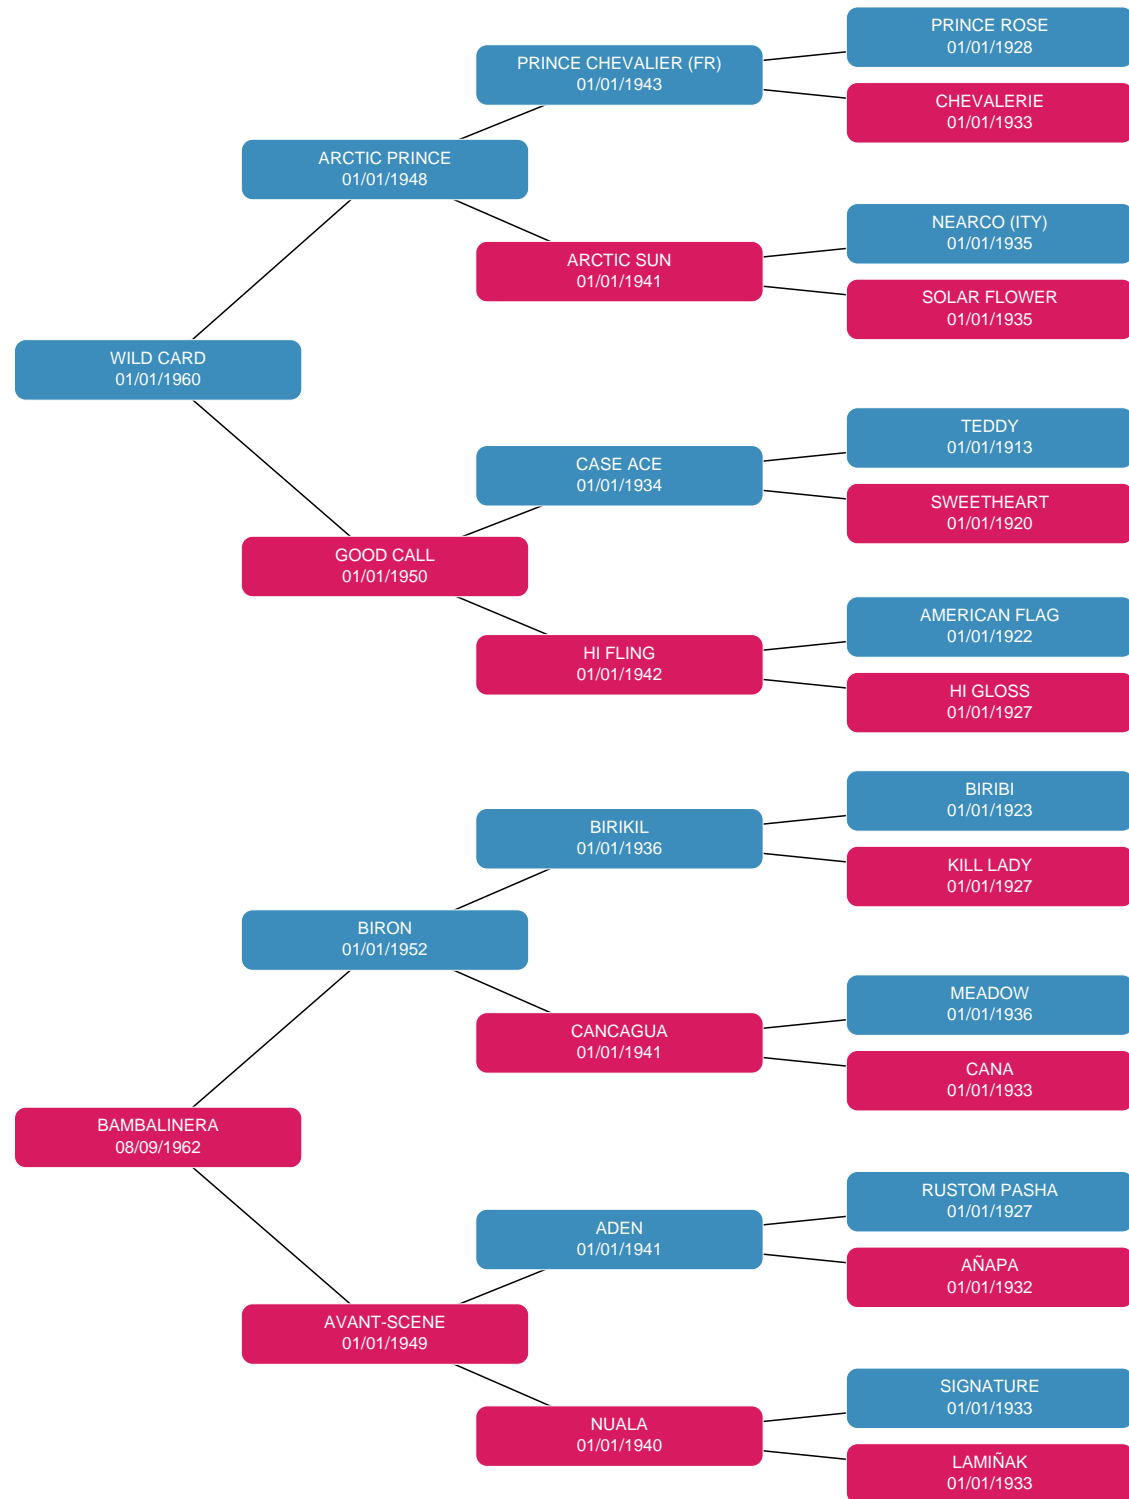 PRINCE ROSE
01/01/1928
PRINCE CHEVALIER (FR)
01/01/1943
CHEVALERIE
01/01/1933
ARCTIC PRINCE
01/01/1948
NEARCO (ITY)
01/01/1935
ARCTIC SUN
01/01/1941
SOLAR FLOWER
01/01/1935
WILD CARD
01/01/1960
TEDDY
01/01/1913
CASE ACE
01/01/1934
SWEETHEART
01/01/1920
GOOD CALL
01/01/1950
AMERICAN FLAG
01/01/1922
HI FLING
01/01/1942
HI GLOSS
01/01/1927
BIRIBI
01/01/1923
BIRIKIL
01/01/1936
KILL LADY
01/01/1927
BIRON
01/01/1952
MEADOW
01/01/1936
CANCAGUA
01/01/1941
CANA
01/01/1933
BAMBALINERA
08/09/1962
RUSTOM PASHA
01/01/1927
ADEN
01/01/1941
AÑAPA
01/01/1932
AVANT-SCENE
01/01/1949
SIGNATURE
01/01/1933
NUALA
01/01/1940
LAMIÑAK
01/01/1933